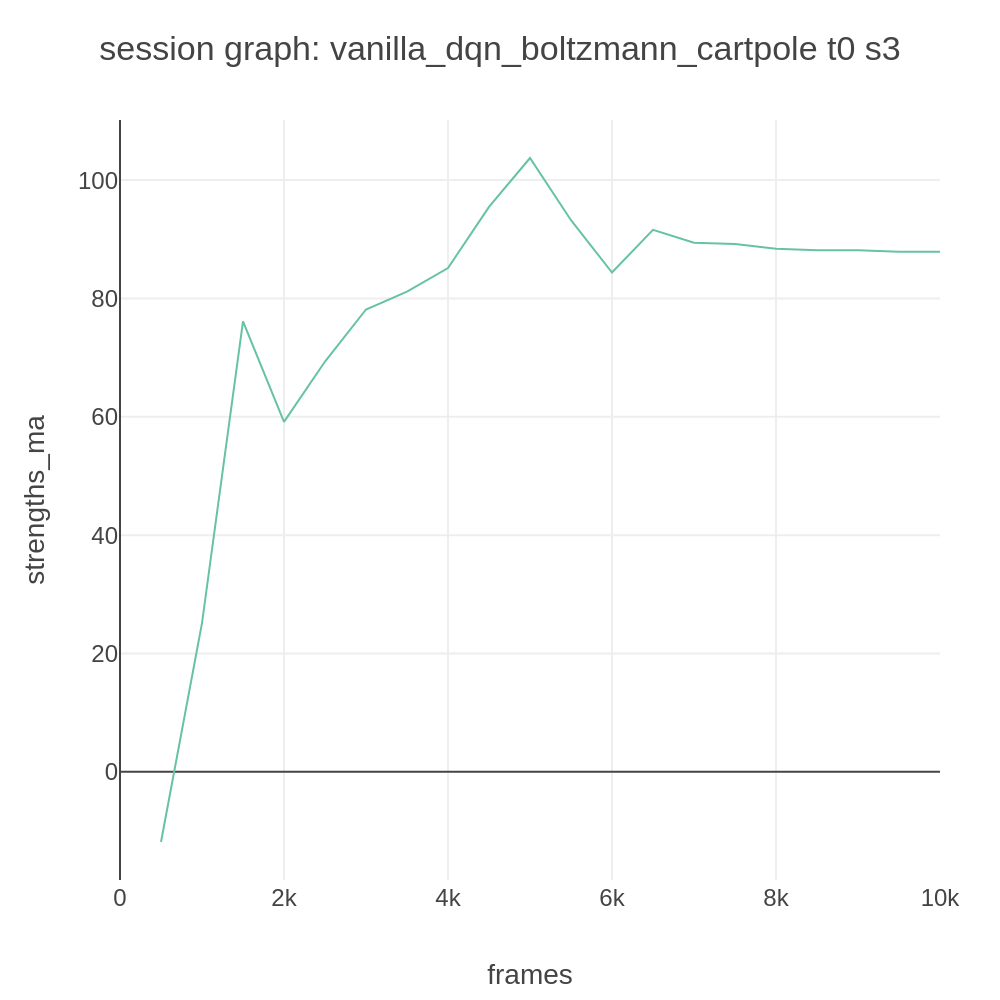 session graph: vanilla_dqn_boltzmann_cartpole t0 s3
100
80
60
40
20
0
strengths_ma
0 2k 4k 6k 8k 10k
frames